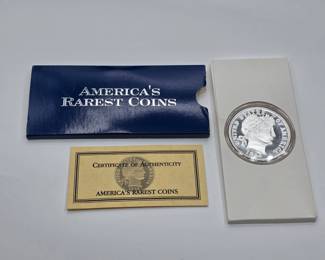 AMERICA'S
RAREST COINS
CERTIFICATE OF AUTHENTICITY
AMERICA'S RAREST COINS